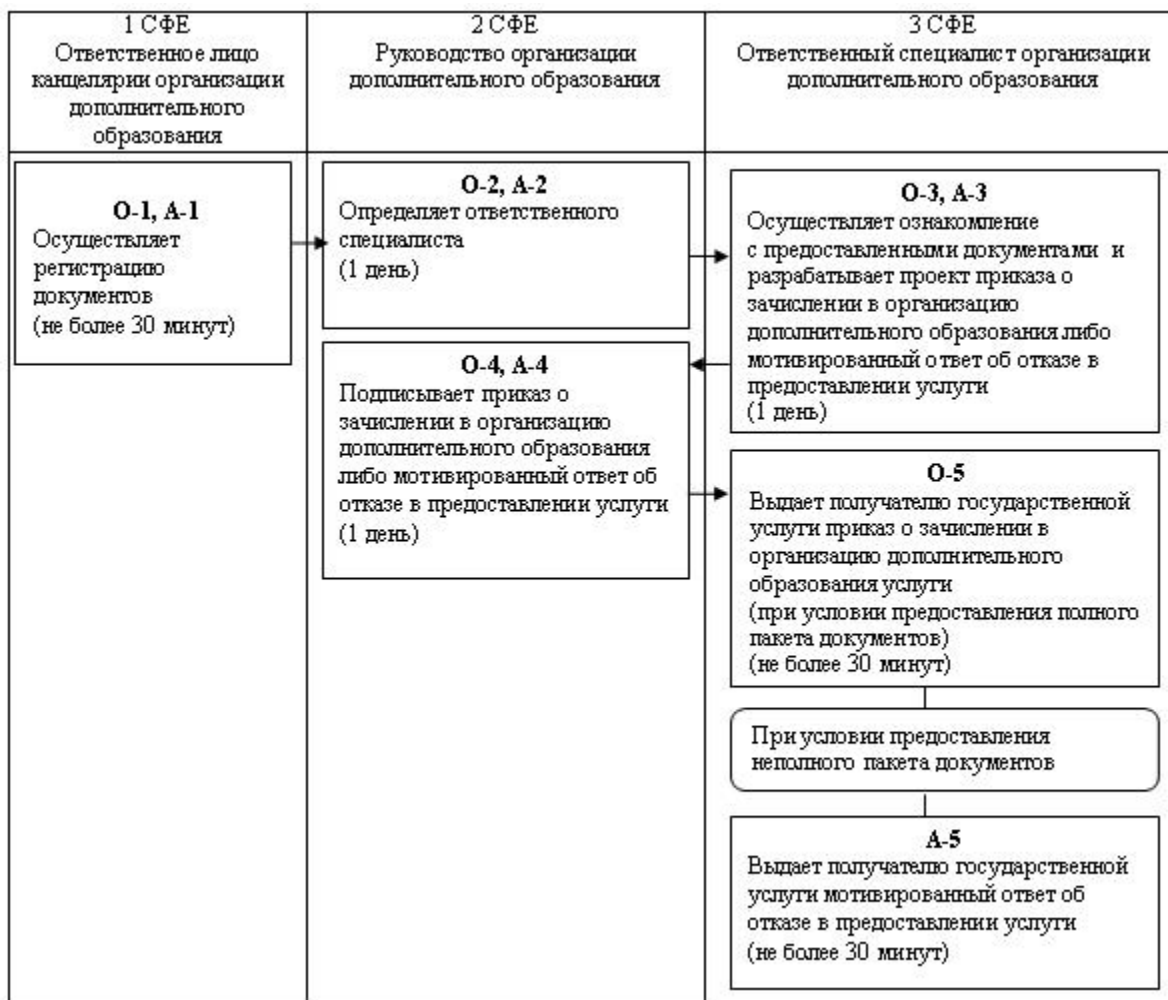 1 СФЕ
Ответственное лицо
канцелярии организации
дополнительного
образования
2 СФЕ
Руководство организации
дополнительного образования
3 СФЕ
Ответственный специалист организации
дополнительного образования
О-1, А-1
Осуществляет
регистрацию
документов
(не более 30 минут)
О-2, А-2
Определяет ответственного
специалиста
(1 день)
О-3, А-3
Осуществляет ознакомление
с предоставленными документами и
разрабатывает проект приказа о
зачислении в организацию
дополнительного образования либо
мотивированный ответ об отказе в
предоставлении услуги
(1 день)
О-4, А-4
Подписывает приказ о
зачислении в организацию
дополнительного образования
либо мотивированный ответ об
отказе в предоставлении услуги
(1 день)
О-5
Выдает получателю государственной
услуги приказ о зачислении в
организацию дополнительного
образования услуги
(при условии предоставления полного
пакета документов)
(не более 30 минут)
При условии предоставления
неполного пакета документов
А-5
Выдает получателю государственной
услуги мотивированный ответ об
отказе в предоставлении услуги
(не более 30 минут)